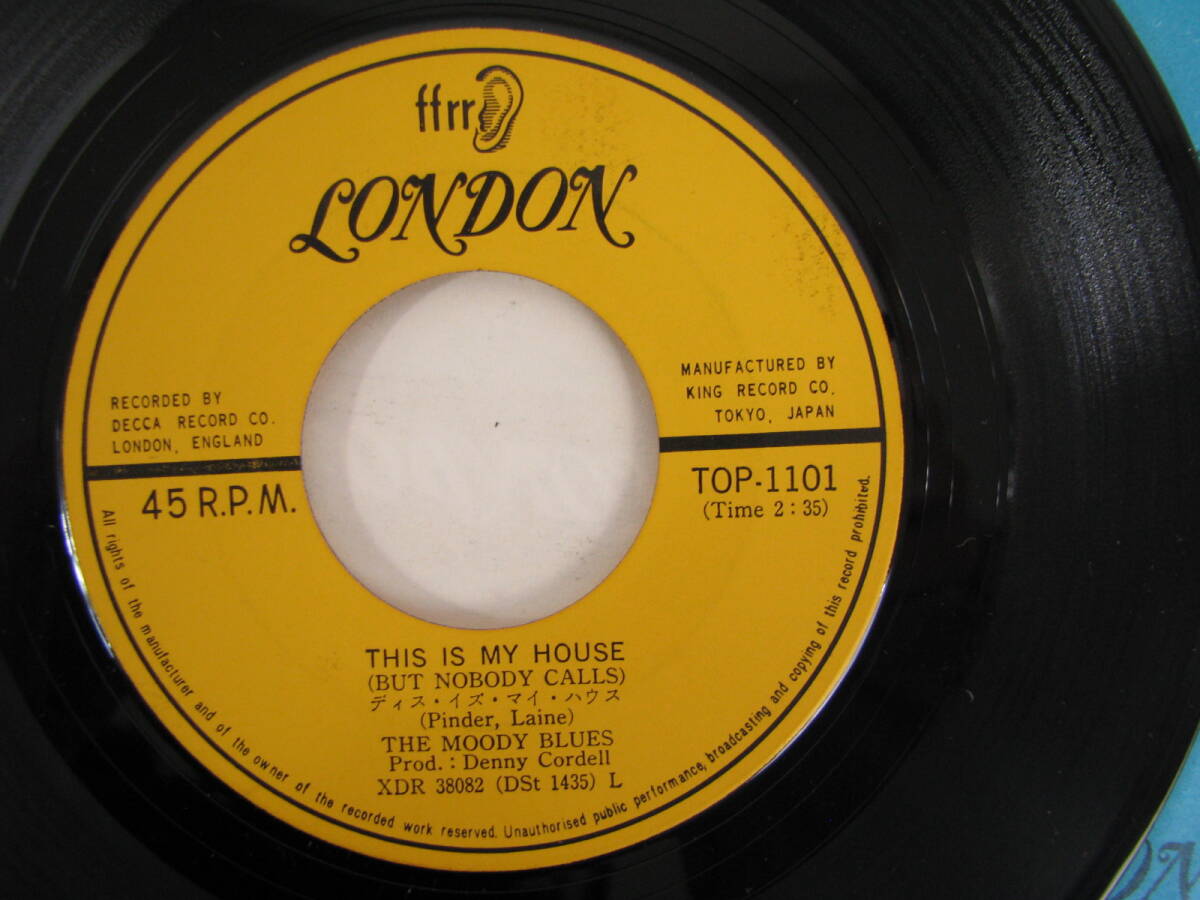 ffrr
LONDON
RECORDED BY
DECCA RECORD CO.
LONDON, ENGLAND
MANUFACTURED BY
KING RECORD CO.
TOKYO, JAPAN
45 R.P.M.
TOP-1101
(Time 2:35)
THIS IS MY HOUSE
(BUT NOBODY CALLS)
ディス・イズ・マイ・ハウス
(Pinder, Laine)
THE MOODY BLUES
Prod.: Denny Cordell
XDR 38082 (DSt 1435) L
All rights of the manufacturer and of the owner of the recorded work reserved. Unauthorised public performance, broadcasting and copying of this record prohibited.
ON